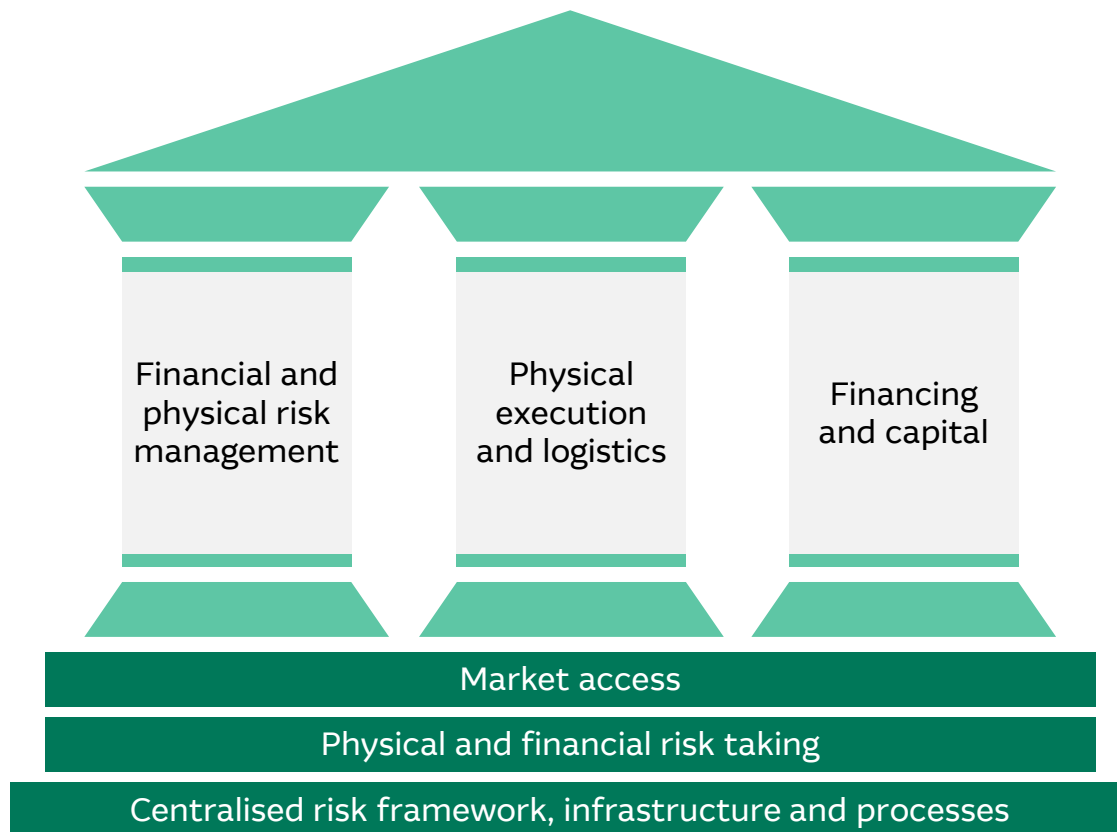 Financial and
physical risk
management
Physical
execution
and logistics
Financing
and capital
Market access
Physical and financial risk taking
Centralised risk framework, infrastructure and processes